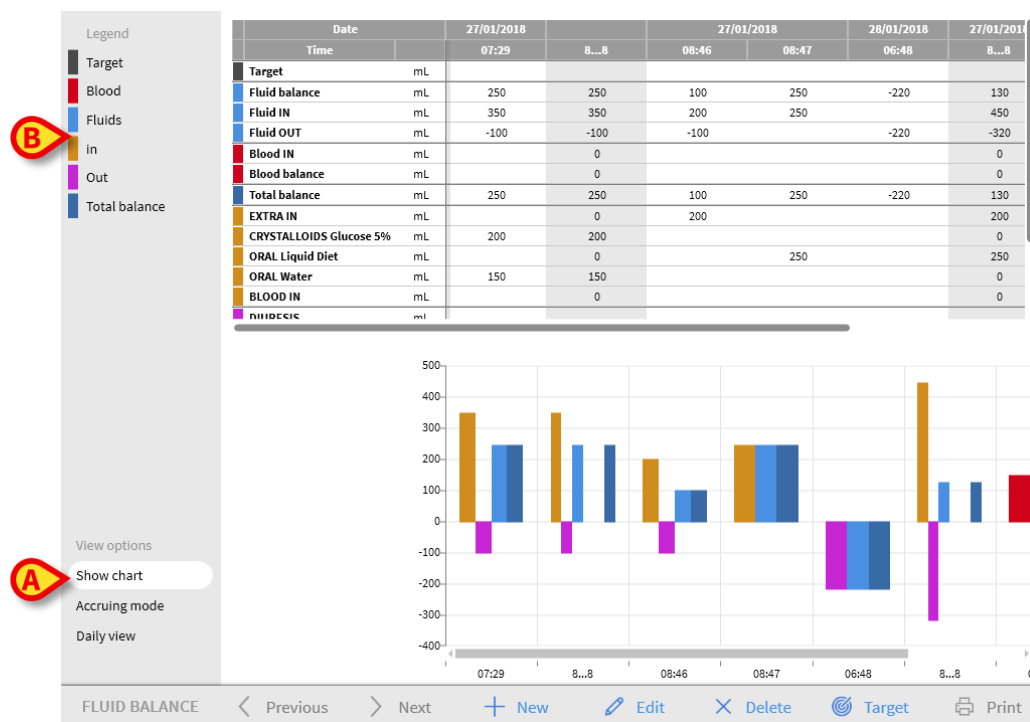 Legend
Target
Blood
Fluids
in
Out
Total balance
B
Date 27/01/2018 27/01/2018 28/01/2018 27/01/201
Time 07:29 8...8 08:46 08:47 06:48 8...8
Target mL
Fluid balance mL 250 250 100 250 -220 130
Fluid IN mL 350 350 200 250 450
Fluid OUT mL -100 -100 -100 -220 -320
Blood IN mL 0 0
Blood balance mL 0 0
Total balance mL 250 250 100 250 -220 130
EXTRA IN mL 0 200 200
CRYSTALLOIDS Glucose 5% mL 200 200 0
ORAL Liquid Diet mL 0 250 250
ORAL Water mL 150 150 0
BLOOD IN mL 0 0
DIURESIS mL
500
400
300
200
100
0
-100
-200
-300
-400
07:29 8...8 08:46 08:47 06:48 8...8
View options
A
Show chart
Accruing mode
Daily view
FLUID BALANCE Previous Next New Edit Delete Target Print